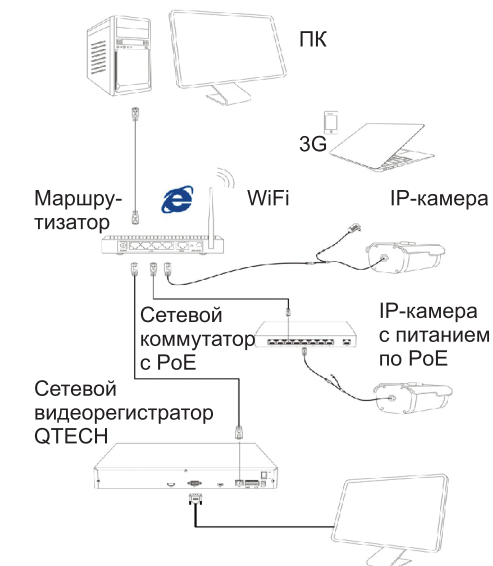 ПК
3G
Маршру-
тизатор
WiFi
IP-камера
Сетевой
коммутатор
с PoE
IP-камера
с питанием
по PoE
Сетевой
видеорегистратор
QTECH